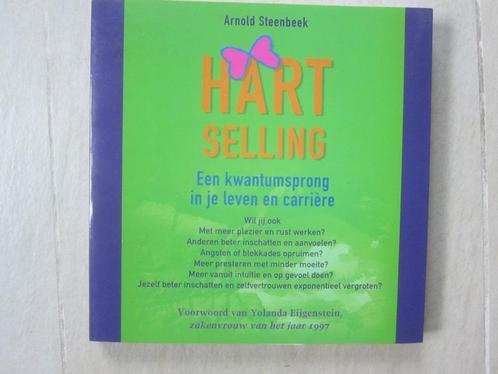 Arnold Steenbeek
HART
SELLING
Een kwantumsprong
in je leven en carrière
Wil jij ook
Met meer plezier en rust werken?
Anderen beter inschatten en aanvoelen?
Angsten of blokkades opruimen?
Meer presteren met minder moeite?
Meer vanuit intuïtie en op gevoel doen?
Jezelf beter inschatten en zelfvertrouwen exponentieel vergroten?
Voorwoord van Yolanda Eijgenstein,
zakenvrouw van het jaar 1997